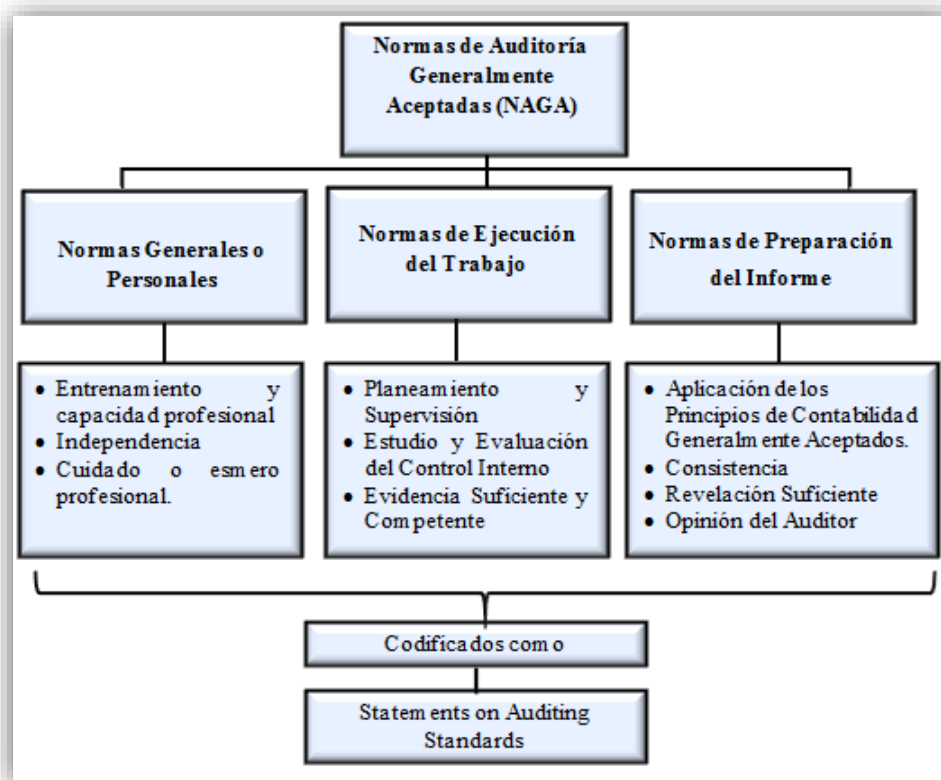 Normas de Auditoría
Generalmente
Aceptadas (NAGA)
Normas Generales o
Personales
Normas de Ejecución
del Trabajo
Normas de Preparación
del Informe
• Entrenamiento y
capacidad profesional
• Independencia
• Cuidado o esmero
profesional.
• Planeamiento y
Supervisión
• Estudio y Evaluación
del Control Interno
• Evidencia Suficiente y
Competente
• Aplicación de los
Principios de Contabilidad
Generalmente Aceptados.
• Consistencia
• Revelación Suficiente
• Opinión del Auditor
Codificados como
Statements on Auditing
Standards